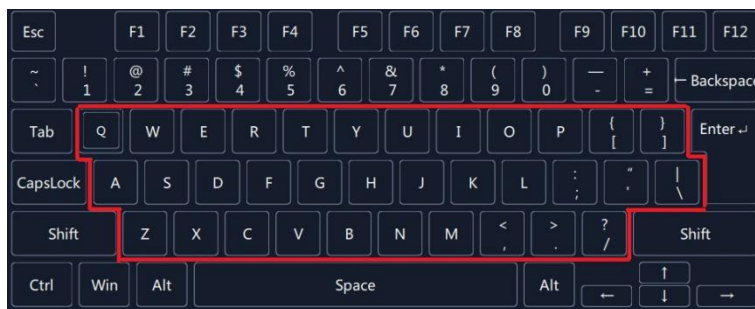 Esc F1 F2 F3 F4 F5 F6 F7 F8 F9 F10 F11 F12
~ ! @ # $ % ^ & * ( ) — +
` 1 2 3 4 5 6 7 8 9 0 - = ← Backspace
Tab Q W E R T Y U I O P { } Enter ↵
[ ]
CapsLock A S D F G H J K L : " |
; ' \
Shift Z X C V B N M < > ? Shift
, . /
Ctrl Win Alt Space Alt ← ↑ ↓ →